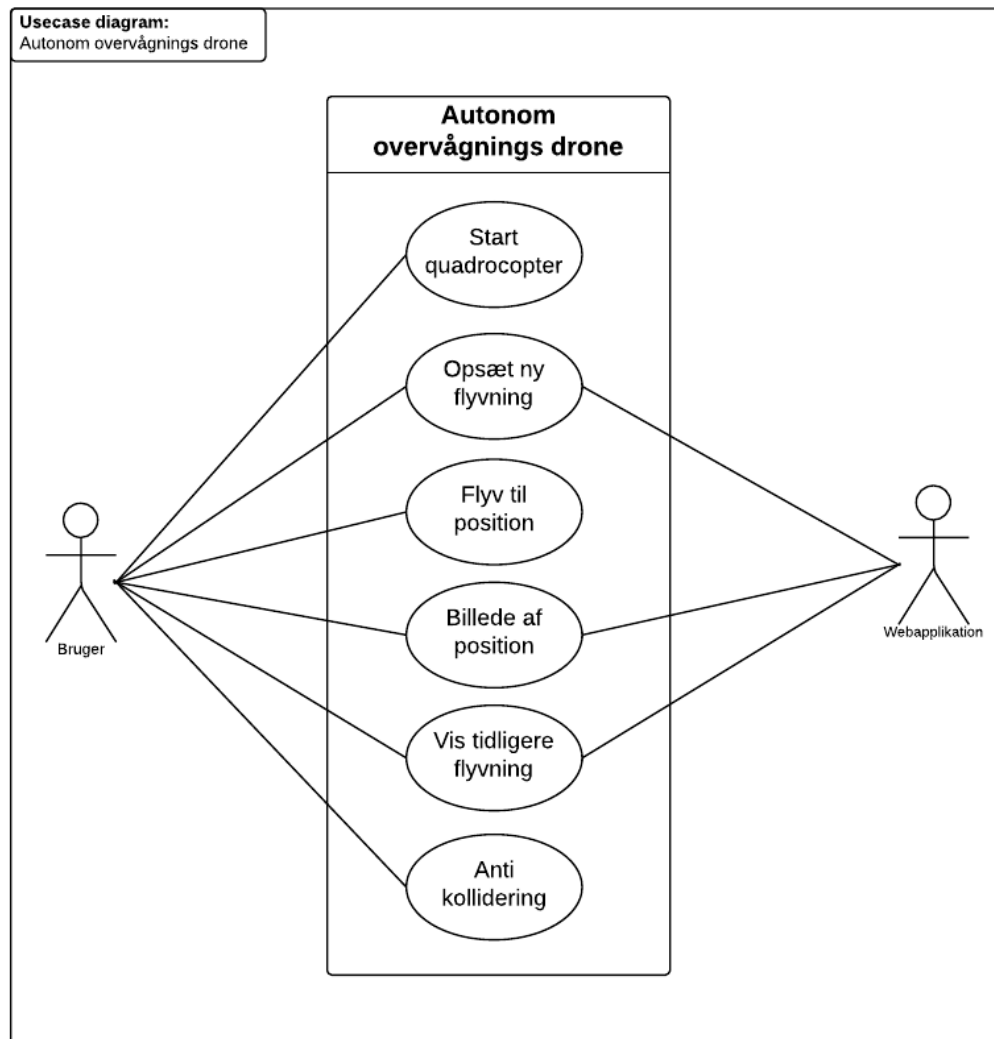 Usecase diagram:
Autonom overvågnings drone
Autonom
overvågnings drone
Start
quadrocopter
Opsæt ny
flyvning
Flyv til
position
Billede af
position
Vis tidligere
flyvning
Anti
kollidering
Bruger
Webapplikation